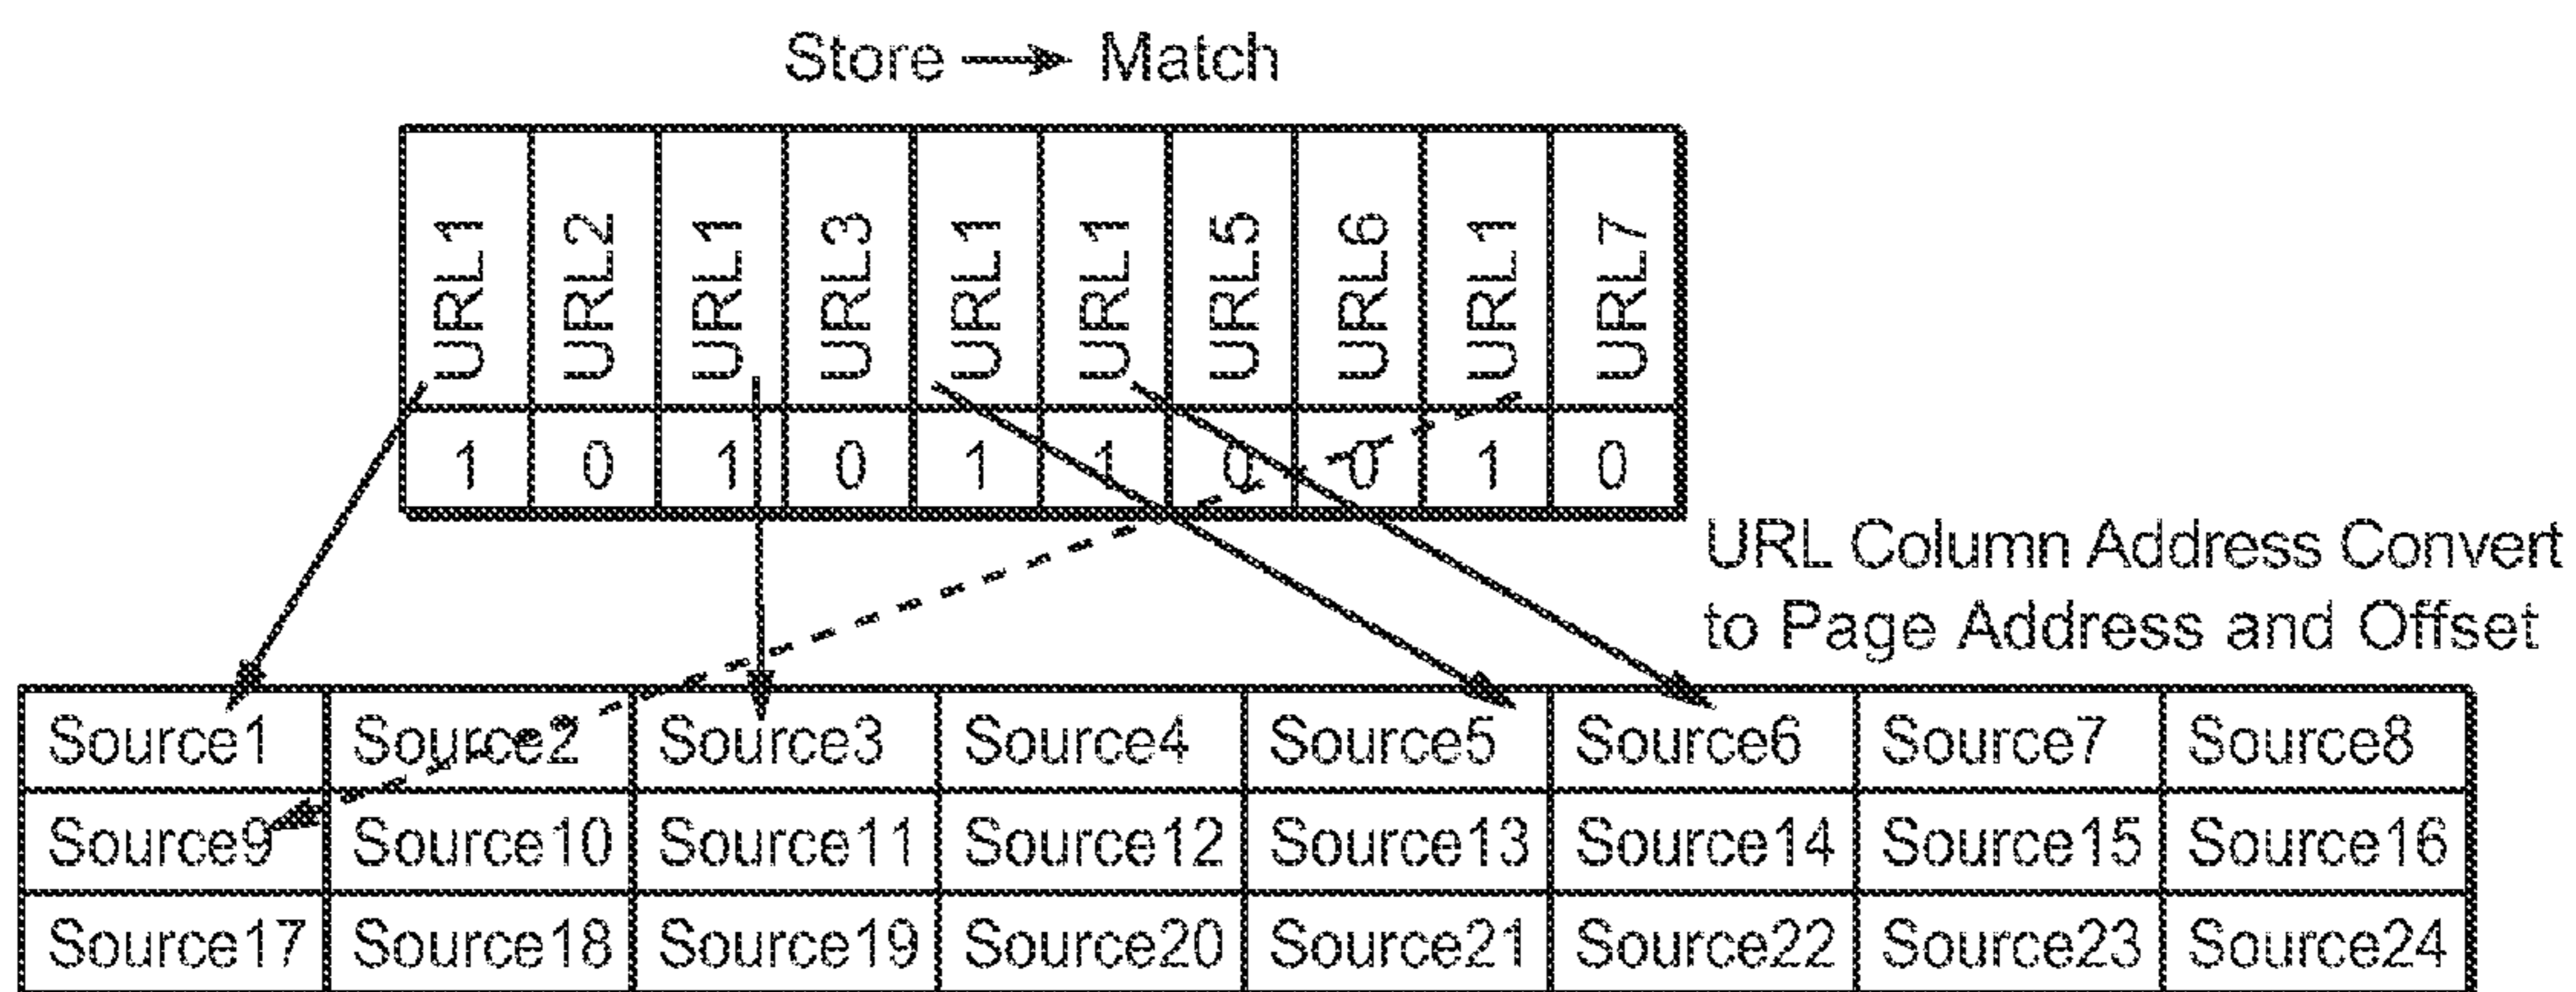 Store → Match
URL1 URL2 URL1 URL3 URL1 URL1 URL5 URL6 URL1 URL7
1 0 1 0 1 1 0 0 1 0
URL Column Address Convert
to Page Address and Offset
Source1 Source2 Source3 Source4 Source5 Source6 Source7 Source8
Source9 Source10 Source11 Source12 Source13 Source14 Source15 Source16
Source17 Source18 Source19 Source20 Source21 Source22 Source23 Source24